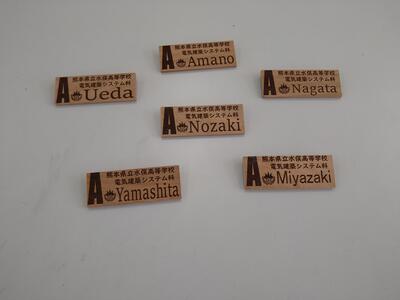 熊本県立水俣高等学校
電気建築システム科
A Amano
熊本県立水俣高等学校
電気建築システム科
A Ueda
熊本県立水俣高等学校
電気建築システム科
A Nagata
熊本県立水俣高等学校
電気建築システム科
A Nozaki
熊本県立水俣高等学校
電気建築システム科
A Yamashita
熊本県立水俣高等学校
電気建築システム科
A Miyazaki